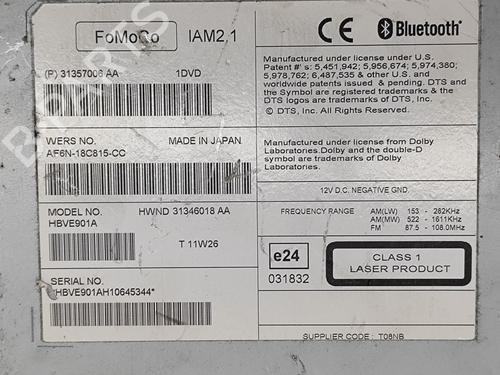 FoMoCo IAM2.1
(P) 31357006 AA 1DVD
WERS NO. MADE IN JAPAN
AF6N-18C815-CC
MODEL NO. HWND 31346018 AA
HBVE901A
T 11W26
SERIAL NO.
*HBVE901AH10645344*
CE Bluetooth®
Manufactured under license under U.S.
Patent #'s: 5,451,942; 5,956,674; 5,974,380;
5,978,762; 6,487,535 & other U.S. and
worldwide patents issued & pending. DTS and
the Symbol are registered trademarks & the
DTS logos are trademarks of DTS, Inc.
© DTS, Inc. All Rights Reserved.
Manufactured under license from Dolby
Laboratories. Dolby and the double-D
symbol are trademarks of Dolby
Laboratories.
12V D.C. NEGATIVE GND.
FREQUENCY RANGE AM(LW) 153 - 282KHz
AM(MW) 522 - 1611KHz
FM 87.5 - 108.0MHz
e24
031832
CLASS 1
LASER PRODUCT
SUPPLIER CODE : T08NB